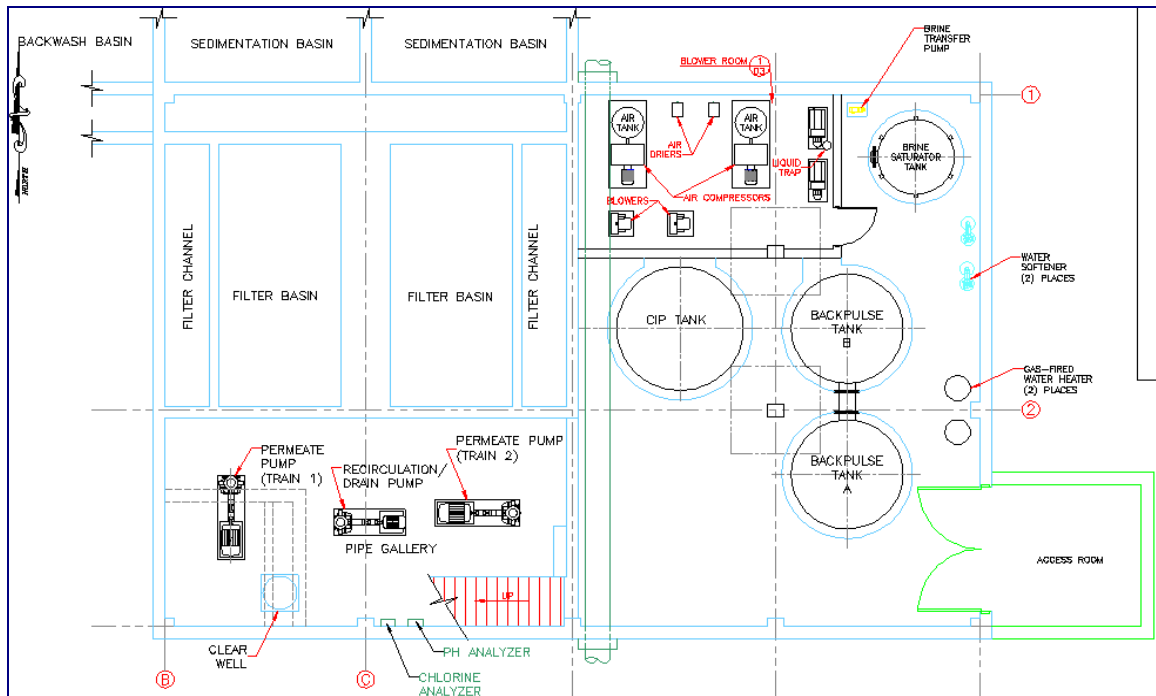 BACKWASH BASIN
SEDIMENTATION BASIN
SEDIMENTATION BASIN
BLOWER ROOM
1
D3
BRINE
TRANSFER
PUMP
1
NORTH
AIR
TANK
AIR
DRIERS
AIR
TANK
LIQUID
TRAP
BRINE
SATURATOR
TANK
BLOWERS
AIR COMPRESSORS
FILTER CHANNEL
FILTER BASIN
FILTER BASIN
FILTER CHANNEL
CIP TANK
BACKPULSE
TANK
B
WATER
SOFTENER
(2) PLACES
GAS-FIRED
WATER HEATER
(2) PLACES
2
PERMEATE
PUMP
(TRAIN 1)
RECIRCULATION/
DRAIN PUMP
PERMEATE PUMP
(TRAIN 2)
BACKPULSE
TANK
A
PIPE GALLERY
ACCESS ROOM
UP
CLEAR
WELL
PH ANALYZER
CHLORINE
ANALYZER
B
C